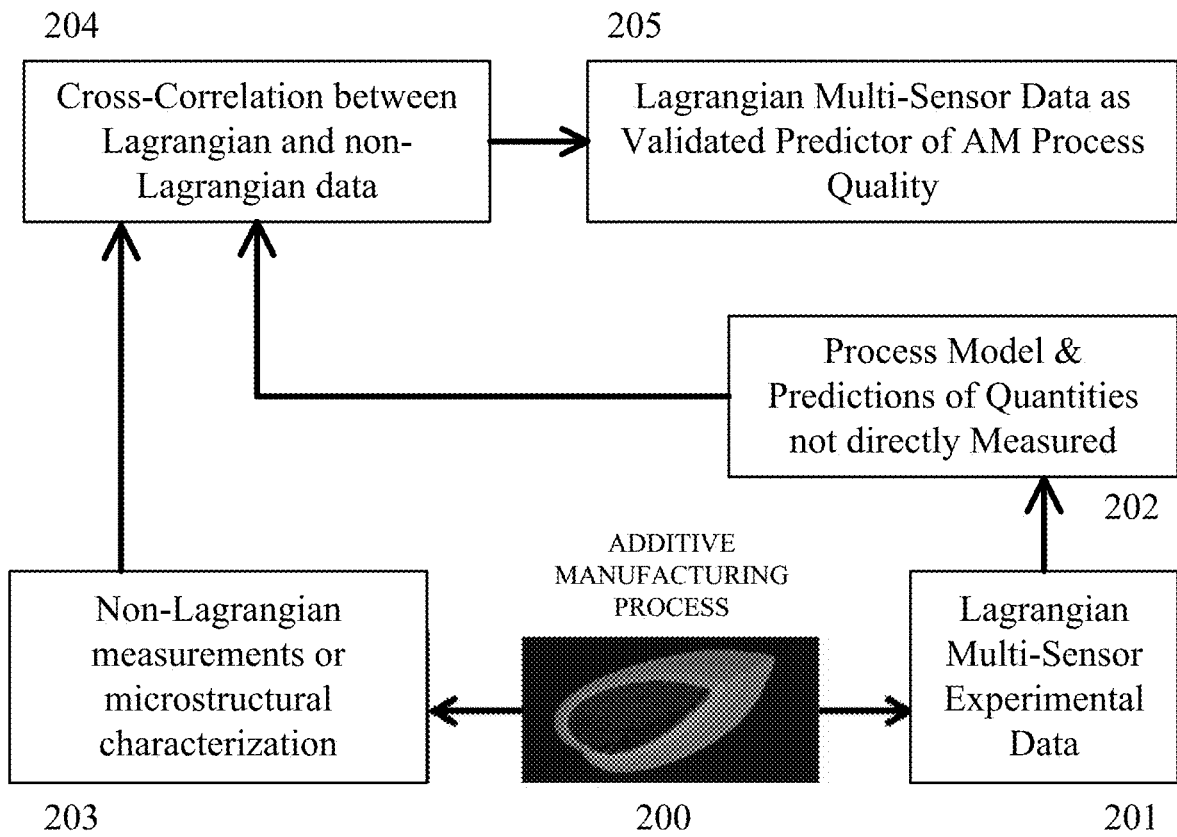 204
Cross-Correlation between
Lagrangian and non-
Lagrangian data
205
Lagrangian Multi-Sensor Data as
Validated Predictor of AM Process
Quality
Process Model &
Predictions of Quantities
not directly Measured
202
Non-Lagrangian
measurements or
microstructural
characterization
203
ADDITIVE
MANUFACTURING
PROCESS
200
Lagrangian
Multi-Sensor
Experimental
Data
201